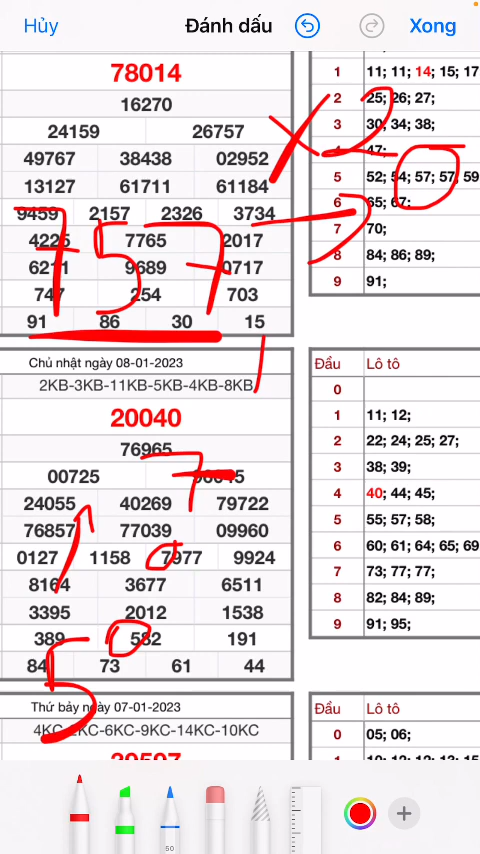 Hủy Đánh dấu Xong
78014
16270
24159 26757
49767 38438 02952
13127 61711 61184
9459 2157 2326 3734
4225 7765 2017
6211 9689 0717
747 254 703
91 86 30 15
1 11; 11; 14; 15; 17
2 25; 26; 27;
3 30; 34; 38;
4 47;
5 52; 54; 57; 57; 59
6 65; 67;
7 70;
8 84; 86; 89;
9 91;
757
x2
1
Chủ nhật ngày 08-01-2023
2KB-3KB-11KB-5KB-4KB-8KB
20040
76965
00725
24055 40269 79722
76857 77039 09960
0127 1158 7977 9924
8164 3677 6511
3395 2012 1538
389 582 191
84 73 61 44
Đầu Lô tô
0
1 11; 12;
2 22; 24; 25; 27;
3 38; 39;
4 40; 44; 45;
5 55; 57; 58;
6 60; 61; 64; 65; 69
7 73; 77; 77;
8 82; 84; 89;
9 91; 95;
7
5
Thứ bảy ngày 07-01-2023
-6KC-9KC-14KC-10KC
Đầu Lô tô
0 05; 06;
50